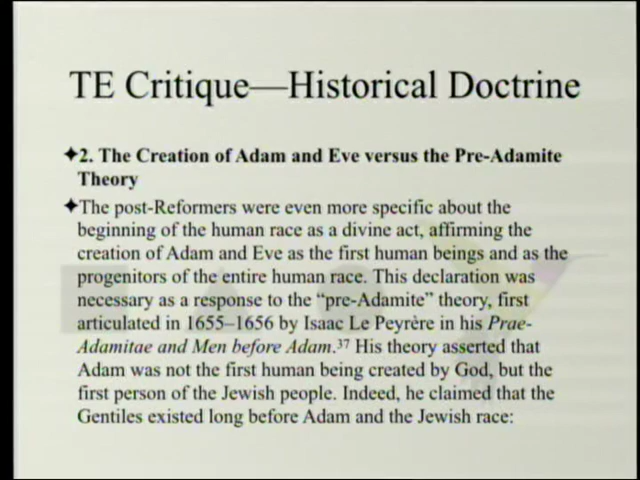 TE Critique—Historical Doctrine
✦2. The Creation of Adam and Eve versus the Pre-Adamite
Theory
✦The post-Reformers were even more specific about the
beginning of the human race as a divine act, affirming the
creation of Adam and Eve as the first human beings and as the
progenitors of the entire human race. This declaration was
necessary as a response to the “pre-Adamite” theory, first
articulated in 1655–1656 by Isaac Le Peyrère in his Prae-
Adamitae and Men before Adam.³⁷ His theory asserted that
Adam was not the first human being created by God, but the
first person of the Jewish people. Indeed, he claimed that the
Gentiles existed long before Adam and the Jewish race: